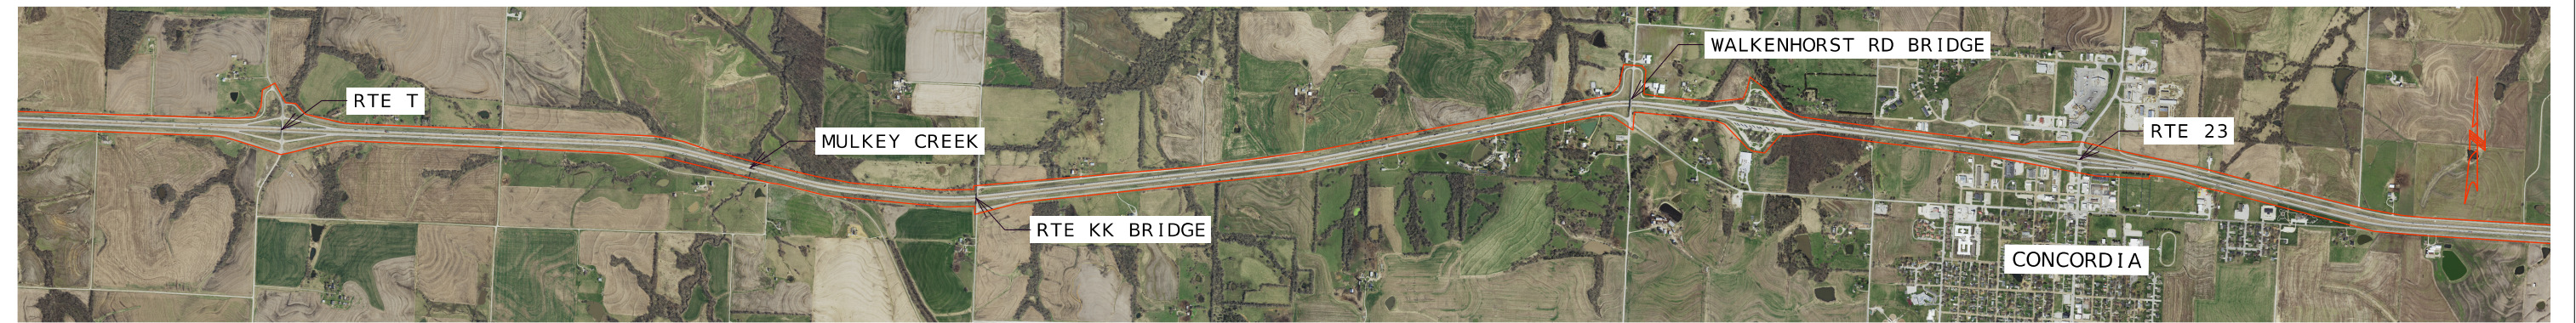 RTE T
MULKEY CREEK
RTE KK BRIDGE
WALKENHORST RD BRIDGE
RTE 23
CONCORDIA